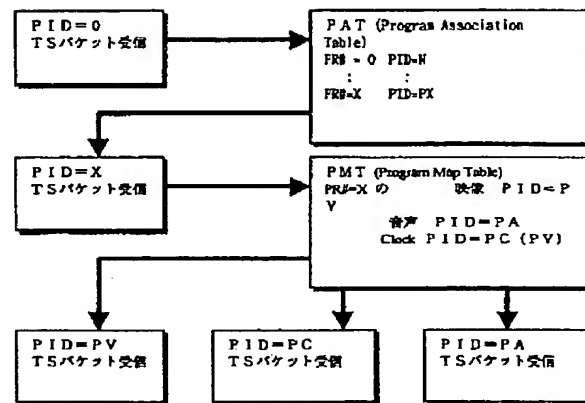 PID=0
TSパケット受信
PAT (Program Association
Table)
FR# = 0 PID=N
: :
FR#=X PID=PX
PID=X
TSパケット受信
PMT (Program Map Table)
PR#=X の 映像 PID=P
V
音声 PID=PA
Clock PID=PC (PV)
PID=PV
TSパケット受信
PID=PC
TSパケット受信
PID=PA
TSパケット受信